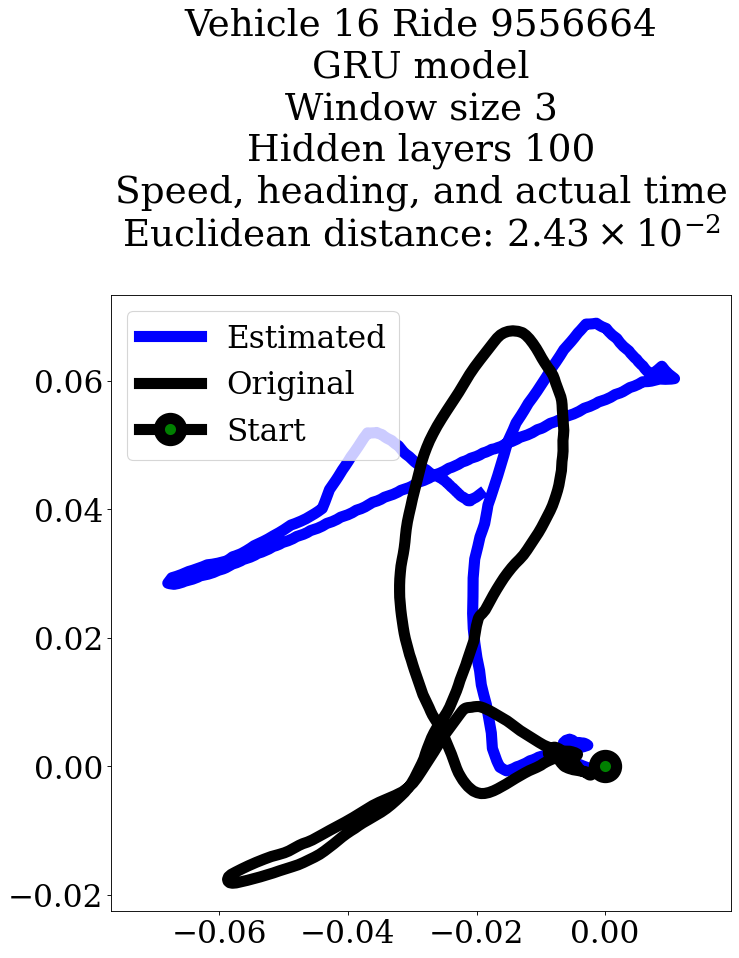 Vehicle 16 Ride 9556664
GRU model
Window size 3
Hidden layers 100
Speed, heading, and actual time
Euclidean distance: 2.43 × 10⁻²
Estimated
Original
Start
0.06
0.04
0.02
0.00
−0.02
−0.06
−0.04
−0.02
0.00